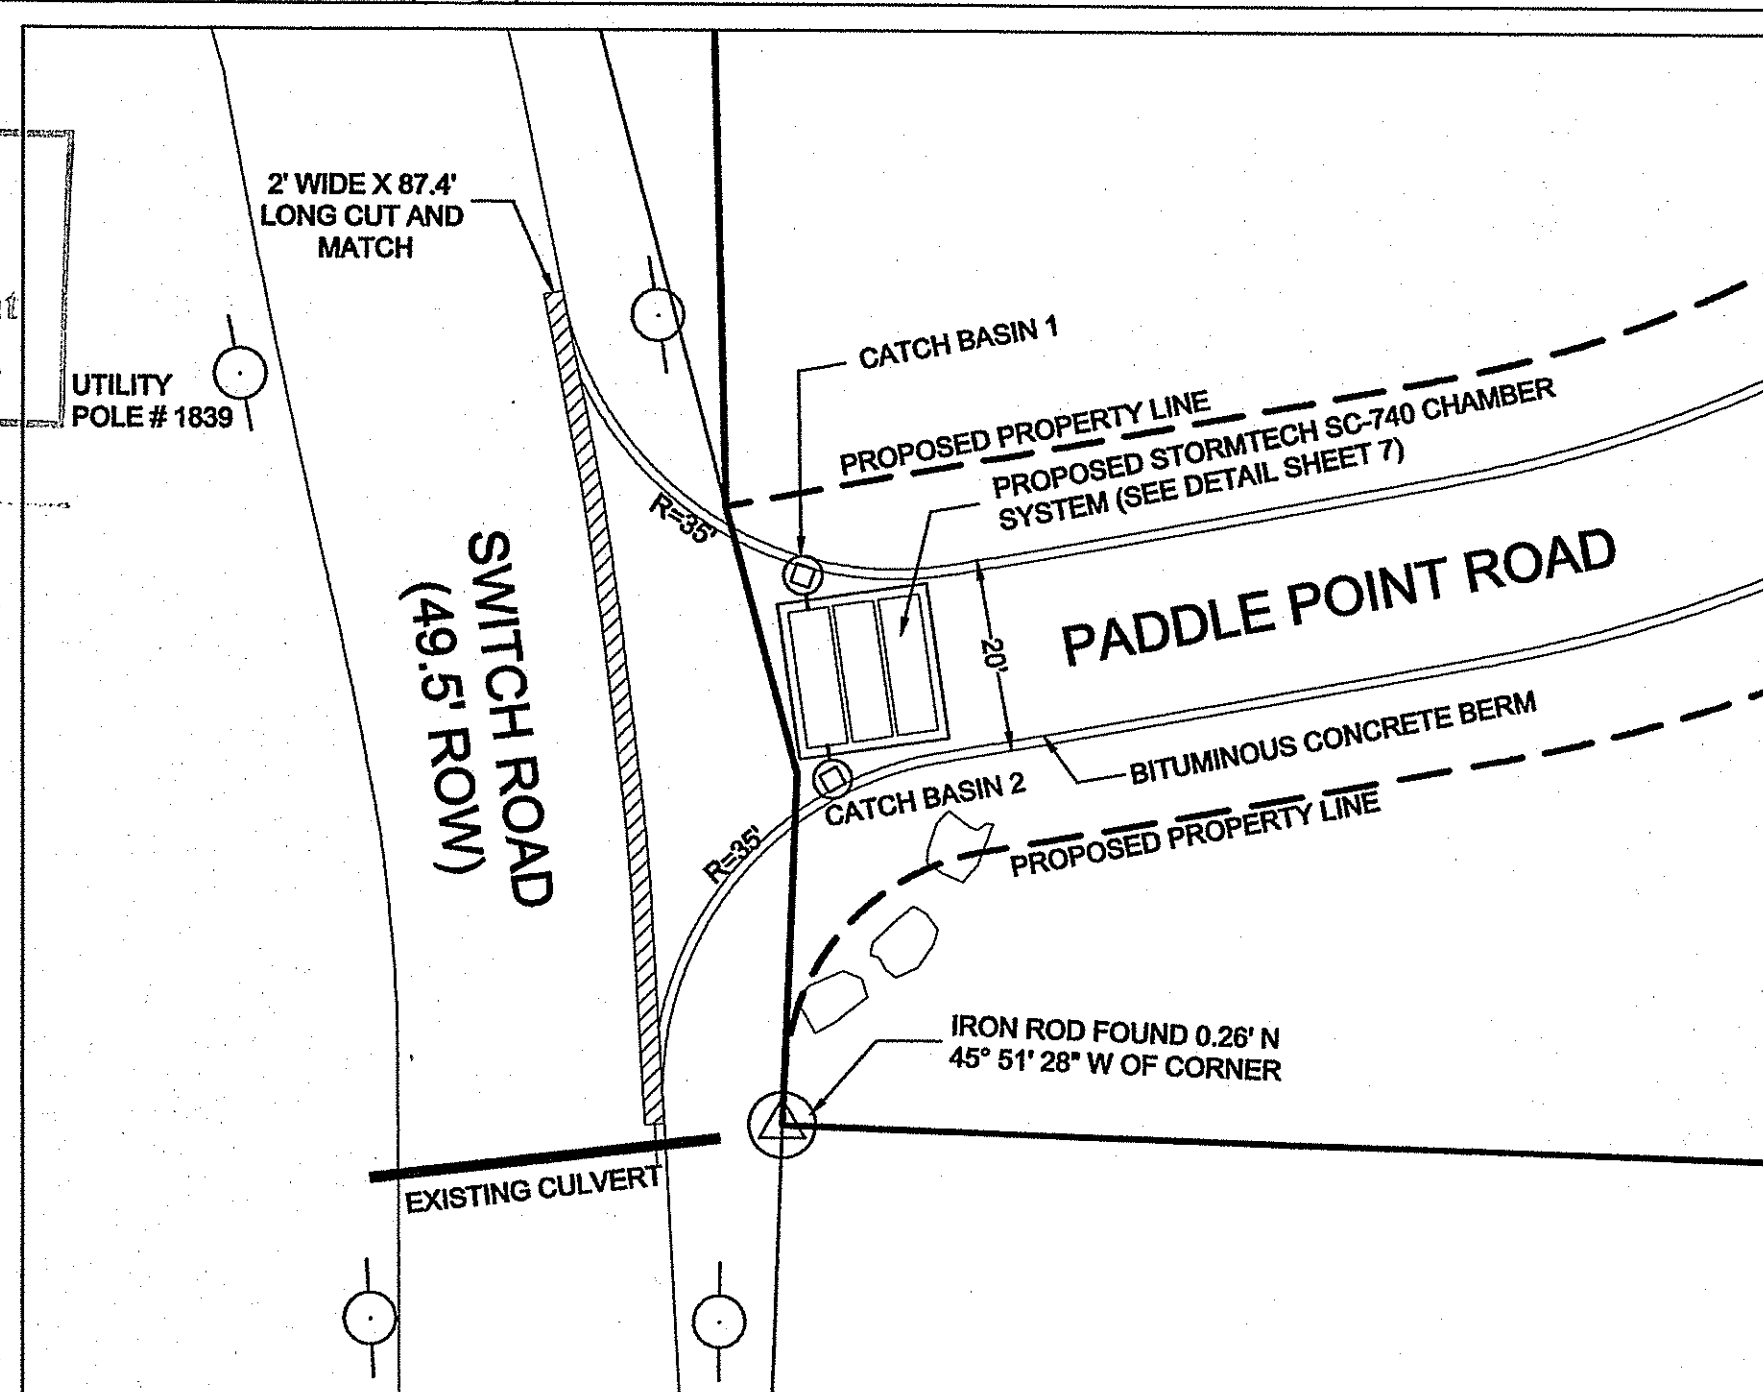 2' WIDE X 87.4'
LONG CUT AND
MATCH
UTILITY
POLE # 1839
CATCH BASIN 1
PROPOSED PROPERTY LINE
PROPOSED STORMTECH SC-740 CHAMBER
SYSTEM (SEE DETAIL SHEET 7)
R=35'
SWITCH ROAD
(49.5' ROW)
20'
PADDLE POINT ROAD
BITUMINOUS CONCRETE BERM
CATCH BASIN 2
PROPOSED PROPERTY LINE
R=35'
IRON ROD FOUND 0.26' N
45° 51' 28" W OF CORNER
EXISTING CULVERT